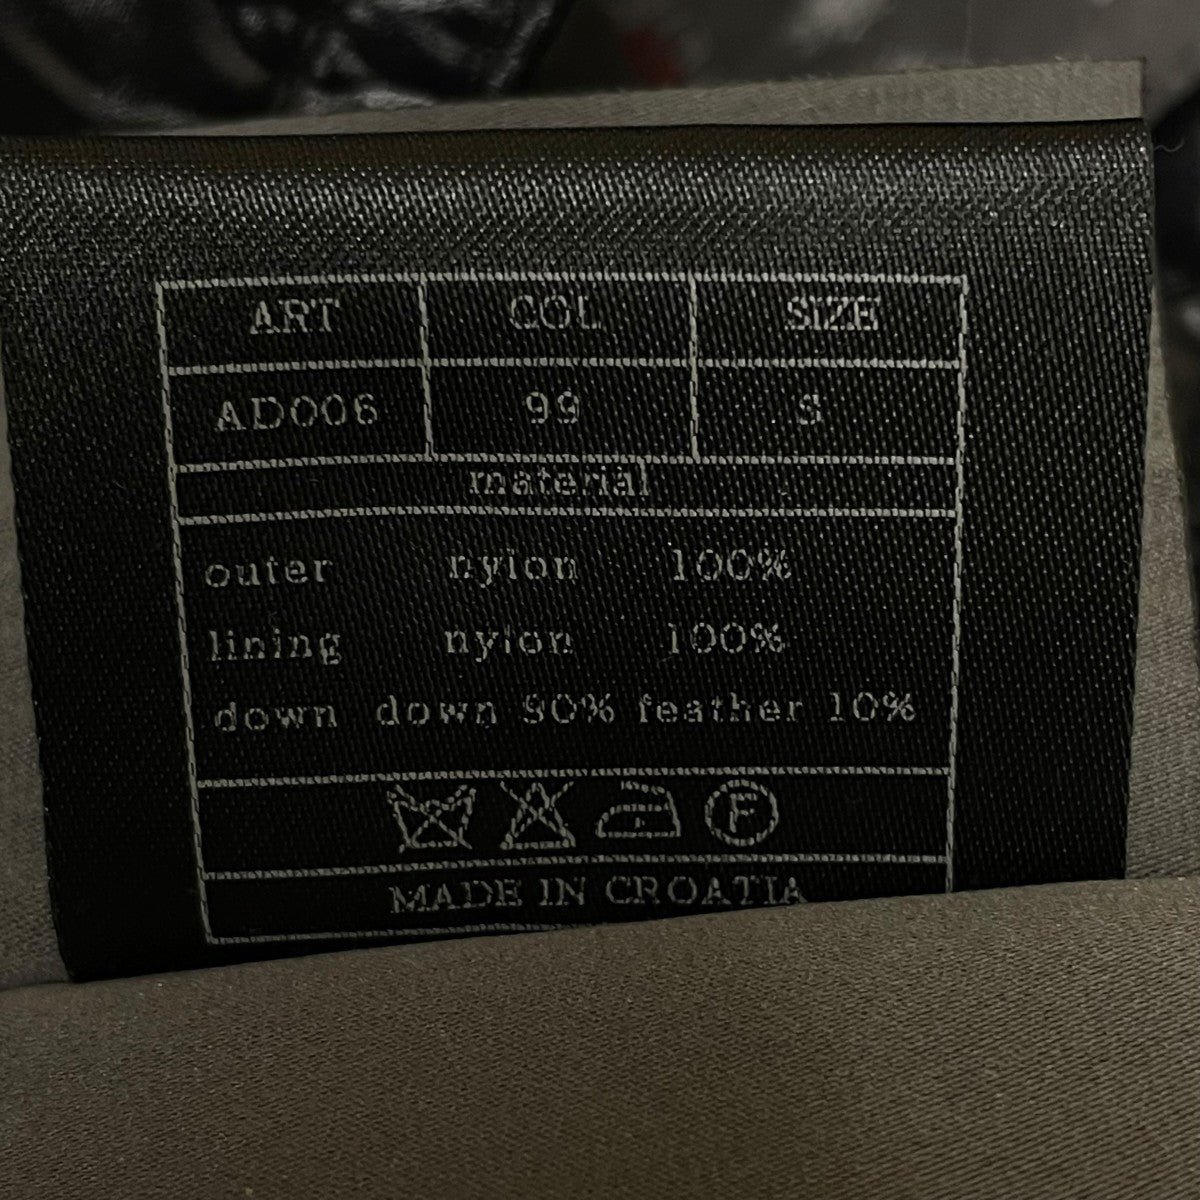 ART COL SIZE
AD006 99 S
material
outer nylon 100%
lining nylon 100%
down down 90% feather 10%
F
MADE IN CROATIA